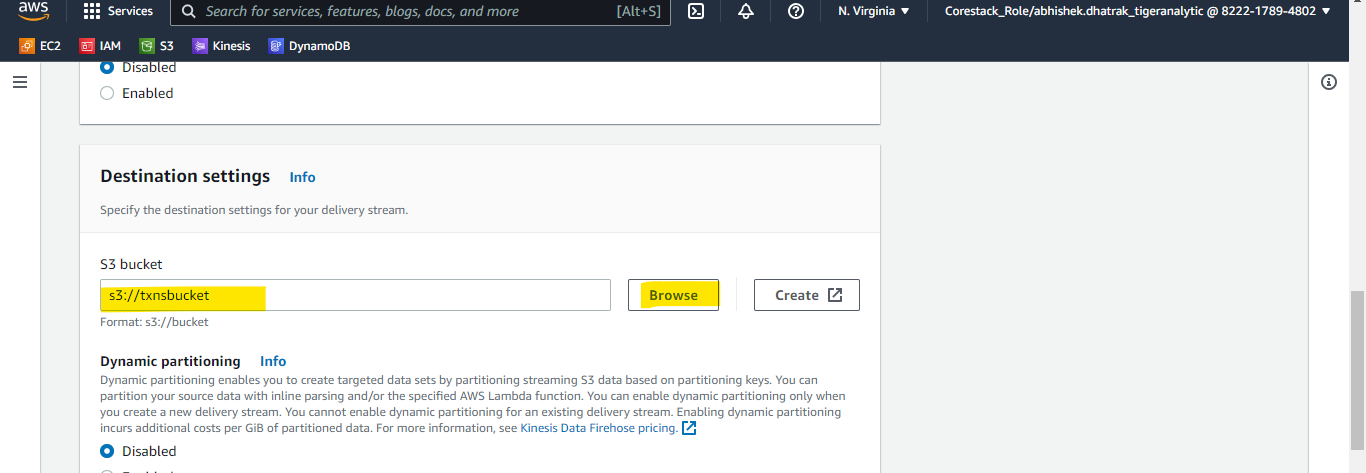 aws Services Search for services, features, blogs, docs, and more [Alt+S] N. Virginia Corestack_Role/abhishek.dhatrak_tigeranalytic @ 8222-1789-4802
EC2 IAM S3 Kinesis DynamoDB
Disabled
Enabled
Destination settings Info
Specify the destination settings for your delivery stream.
S3 bucket
s3://txnsbucket Browse Create
Format: s3://bucket
Dynamic partitioning Info
Dynamic partitioning enables you to create targeted data sets by partitioning streaming S3 data based on partitioning keys. You can
partition your source data with inline parsing and/or the specified AWS Lambda function. You can enable dynamic partitioning only when
you create a new delivery stream. You cannot enable dynamic partitioning for an existing delivery stream. Enabling dynamic partitioning
incurs additional costs per GiB of partitioned data. For more information, see Kinesis Data Firehose pricing.
Disabled